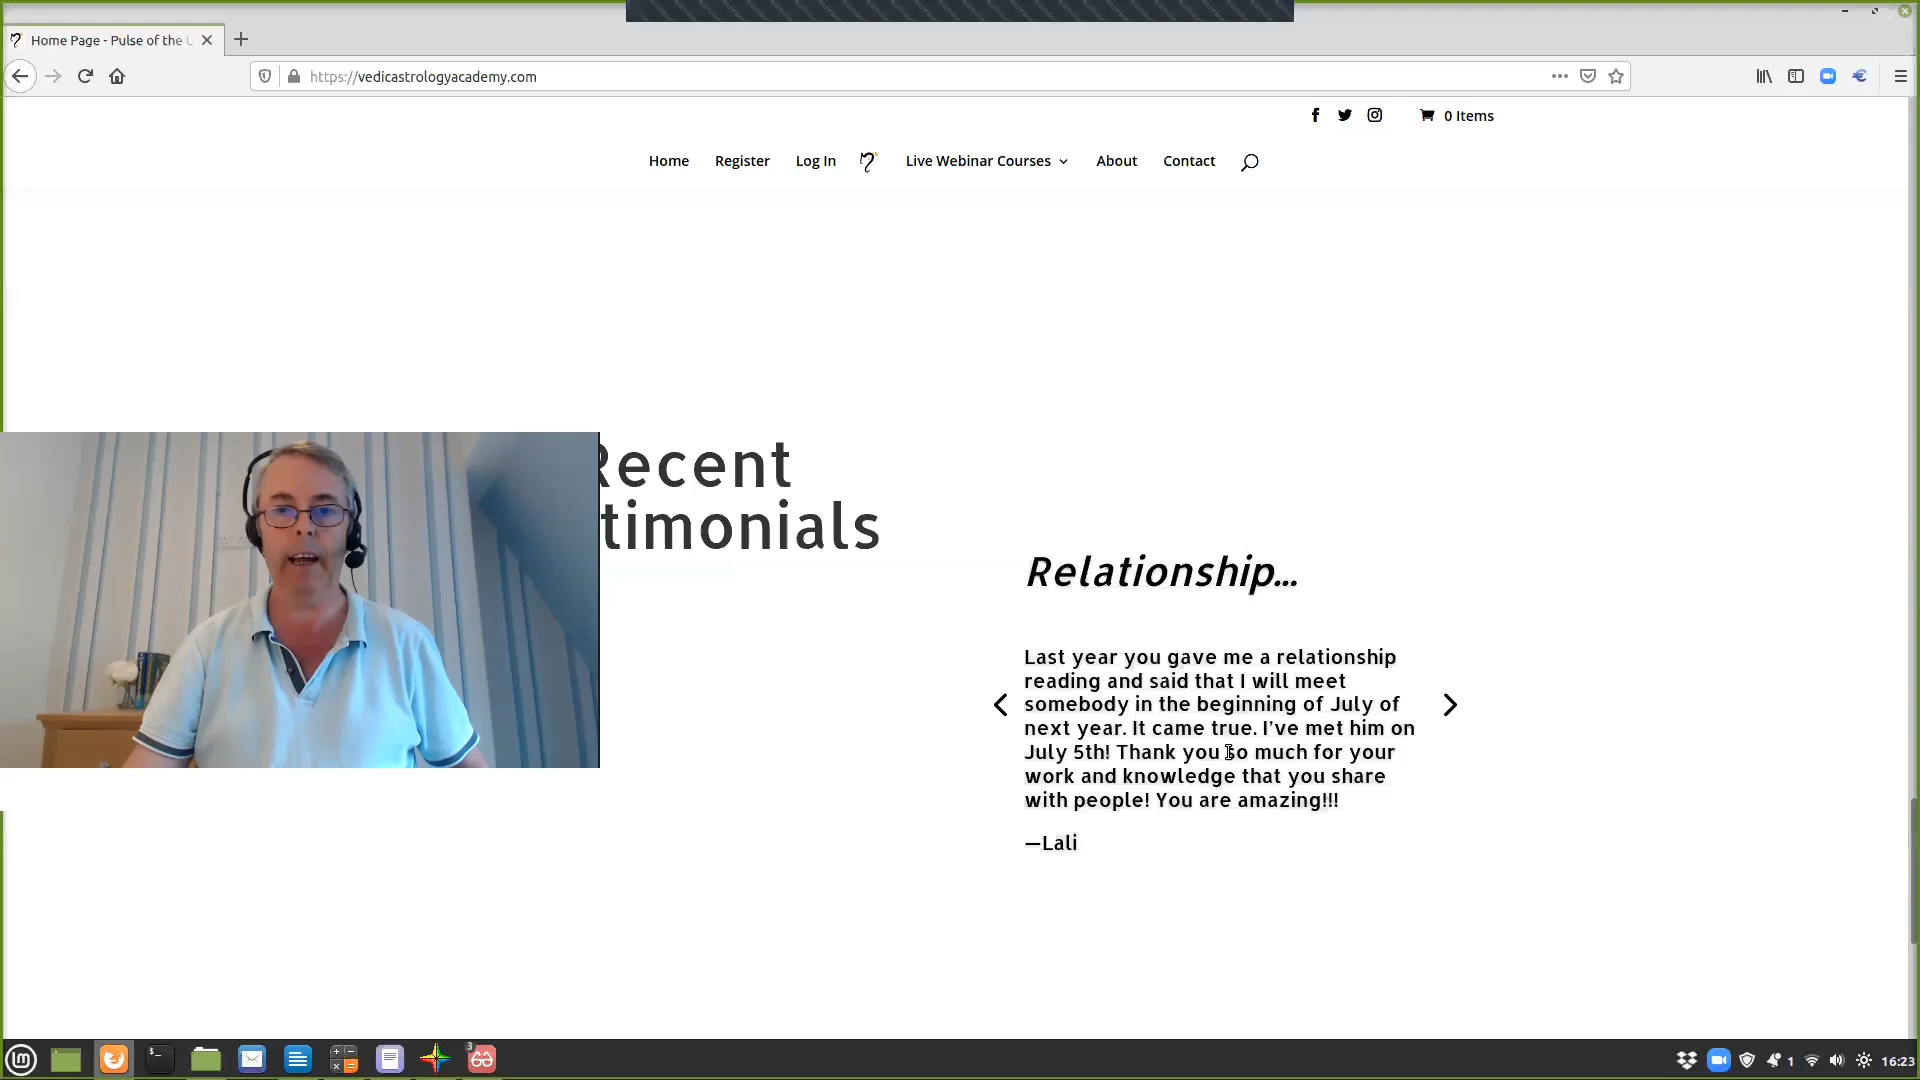 Home Page - Pulse of the U
https://vedicastrologyacademy.com
0 Items
Home Register Log In Live Webinar Courses About Contact
Recent
timonials
Relationship...
Last year you gave me a relationship
reading and said that I will meet
somebody in the beginning of July of
next year. It came true. I’ve met him on
July 5th! Thank you so much for your
work and knowledge that you share
with people! You are amazing!!!
—Lali
3
1
16:23